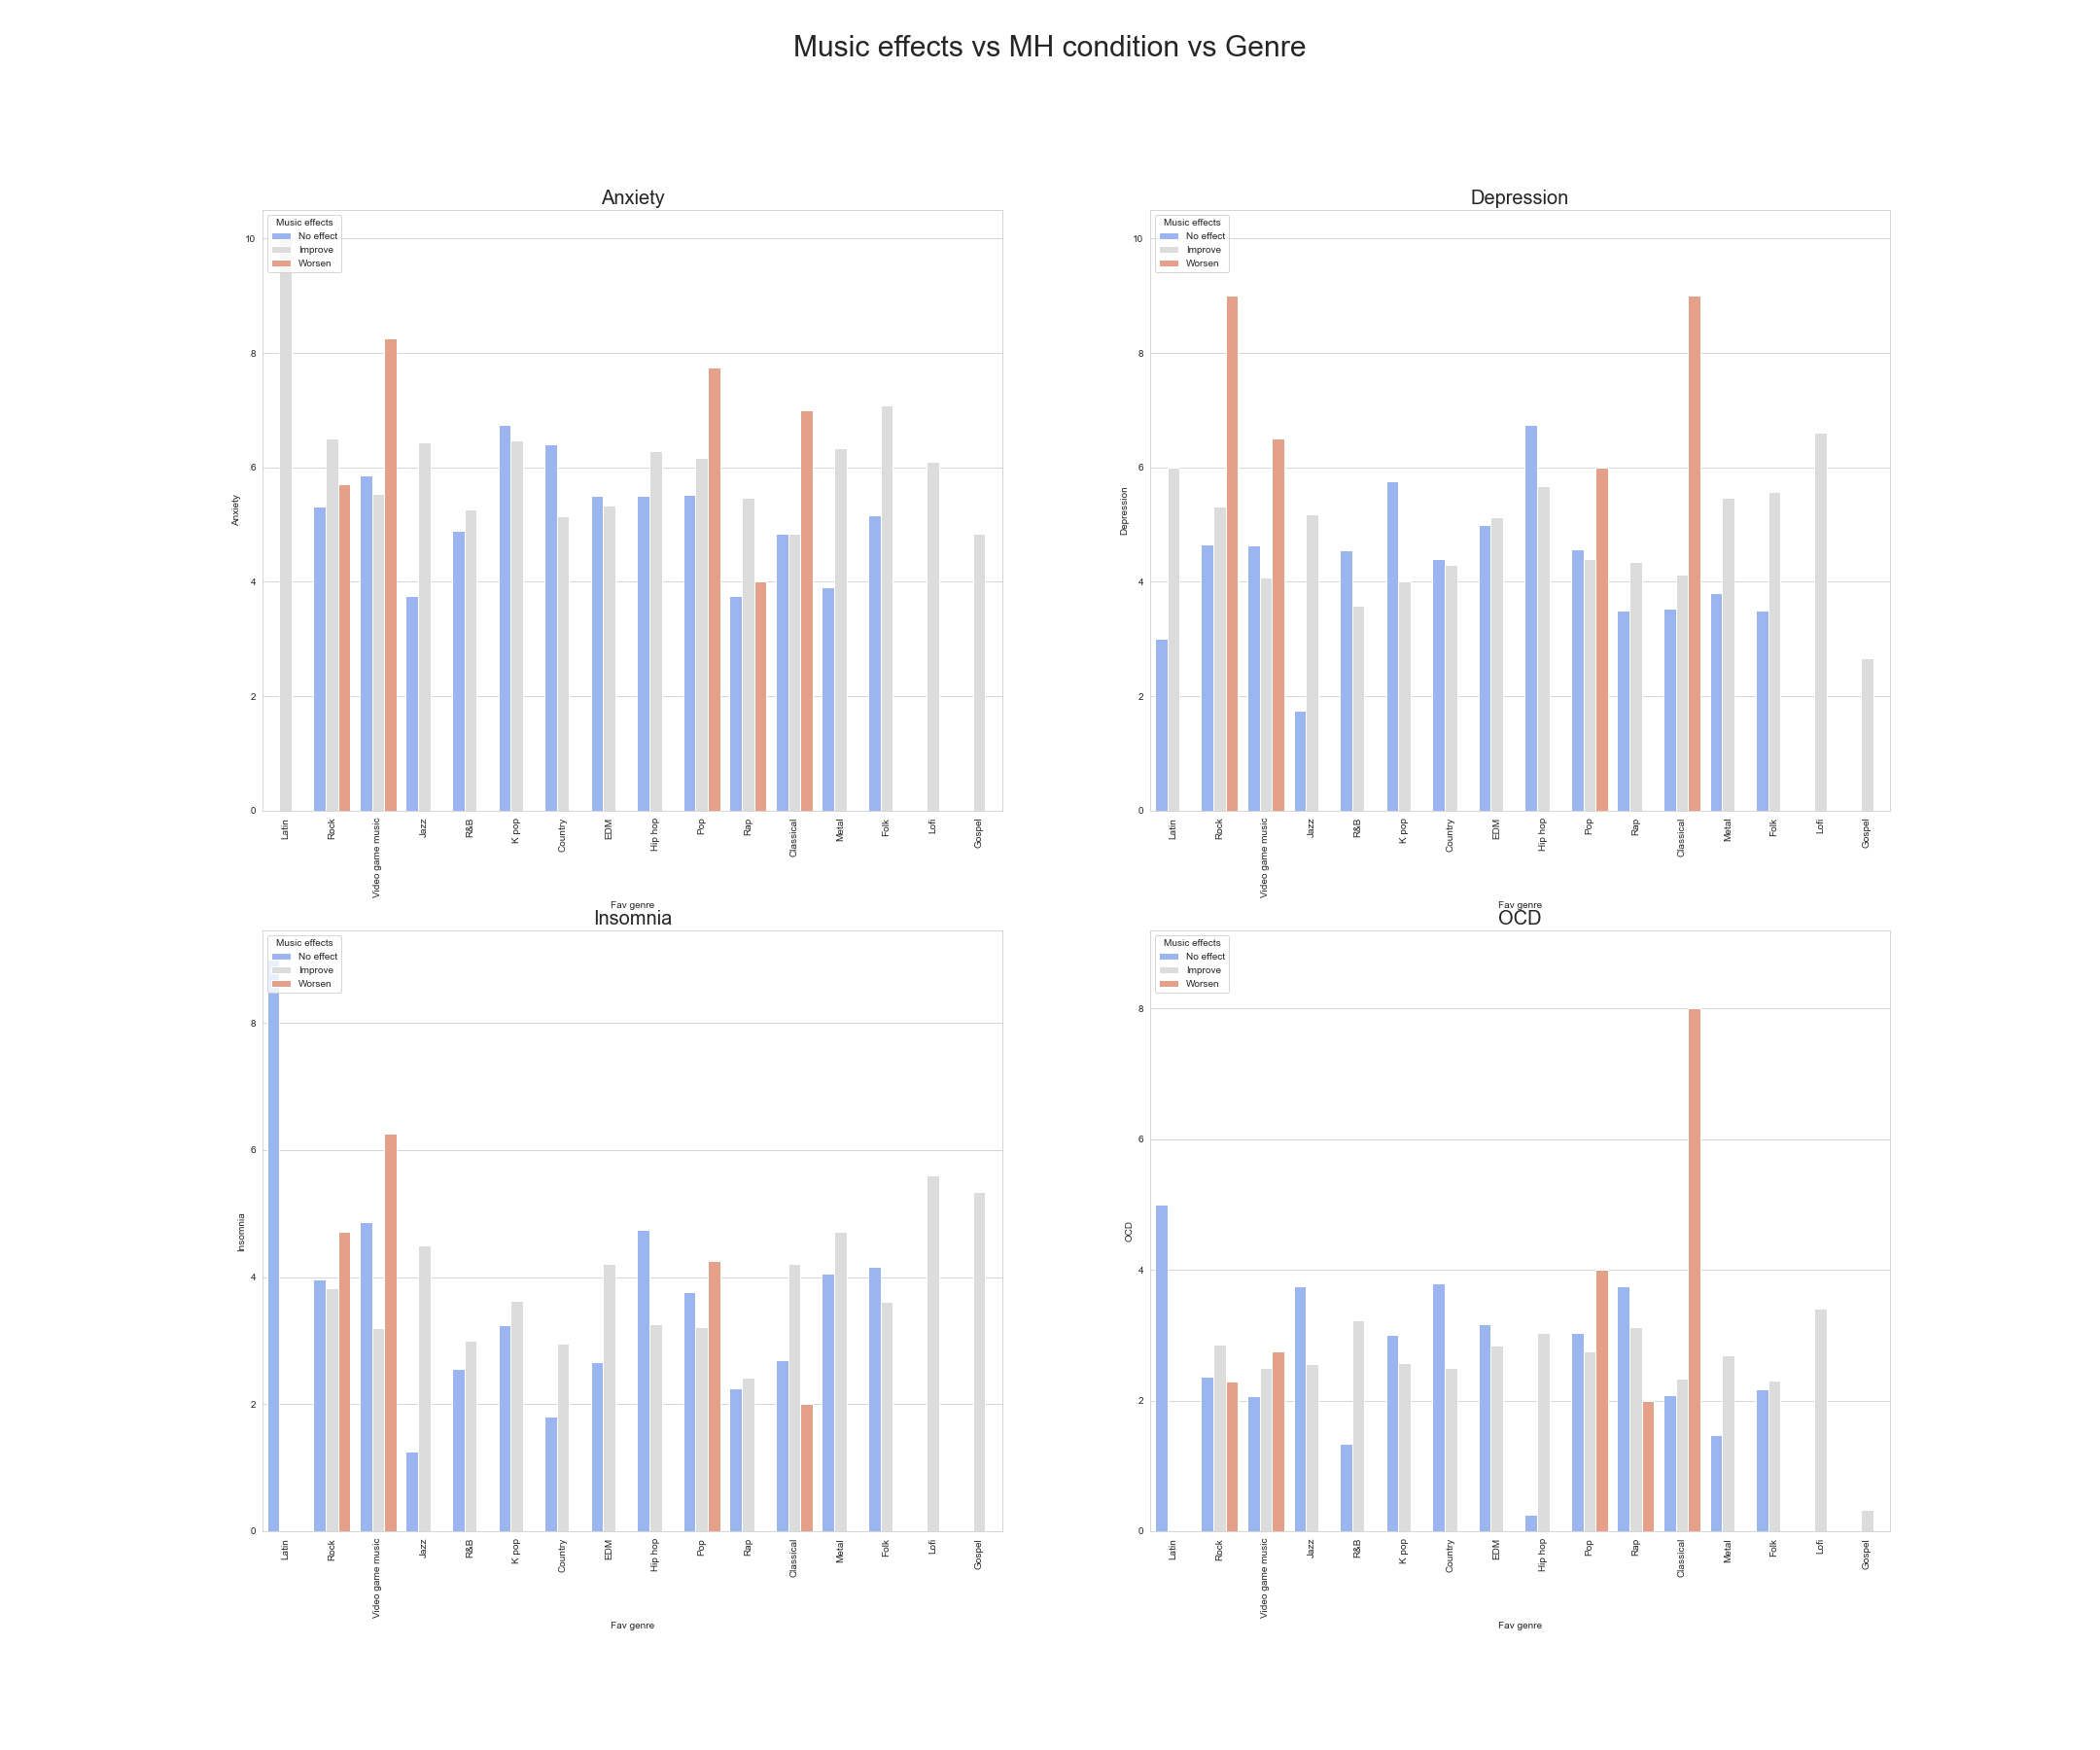 Music effects vs MH condition vs Genre
Anxiety
Music effects
No effect
Improve
Worsen
10
8
6
4
2
0
Anxiety
Latin
Rock
Video game music
Jazz
R&B
K pop
Country
EDM
Hip hop
Pop
Rap
Classical
Metal
Folk
Lofi
Gospel
Fav genre
Depression
Music effects
No effect
Improve
Worsen
10
8
6
4
2
0
Depression
Latin
Rock
Video game music
Jazz
R&B
K pop
Country
EDM
Hip hop
Pop
Rap
Classical
Metal
Folk
Lofi
Gospel
Fav genre
Insomnia
Music effects
No effect
Improve
Worsen
8
6
4
2
0
Insomnia
Latin
Rock
Video game music
Jazz
R&B
K pop
Country
EDM
Hip hop
Pop
Rap
Classical
Metal
Folk
Lofi
Gospel
Fav genre
OCD
Music effects
No effect
Improve
Worsen
8
6
4
2
0
OCD
Latin
Rock
Video game music
Jazz
R&B
K pop
Country
EDM
Hip hop
Pop
Rap
Classical
Metal
Folk
Lofi
Gospel
Fav genre